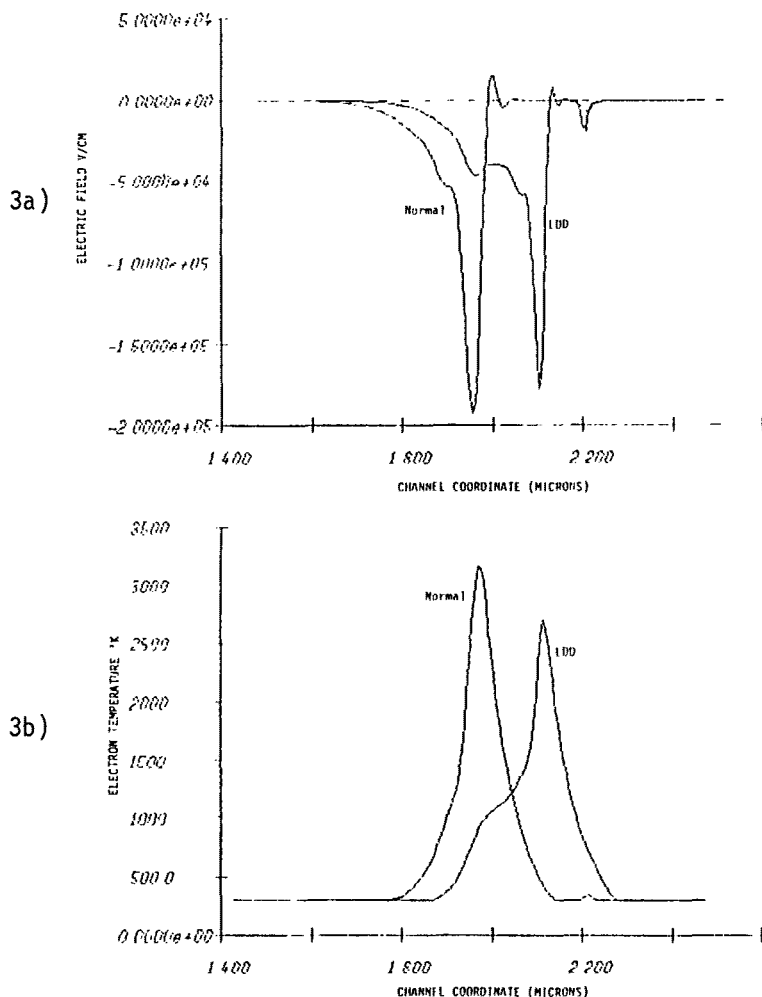 3a)
ELECTRIC FIELD V/CM
5.0000e+04
0.0000e+00
-5.0000e+04
-1.0000e+05
-1.5000e+05
-2.0000e+05
Normal
LDD
1.400
1.800
2.200
CHANNEL COORDINATE (MICRONS)
3b)
ELECTRON TEMPERATURE °K
3500
3000
2500
2000
1500
1000
500.0
0.0000e+00
Normal
LDD
1.400
1.800
2.200
CHANNEL COORDINATE (MICRONS)